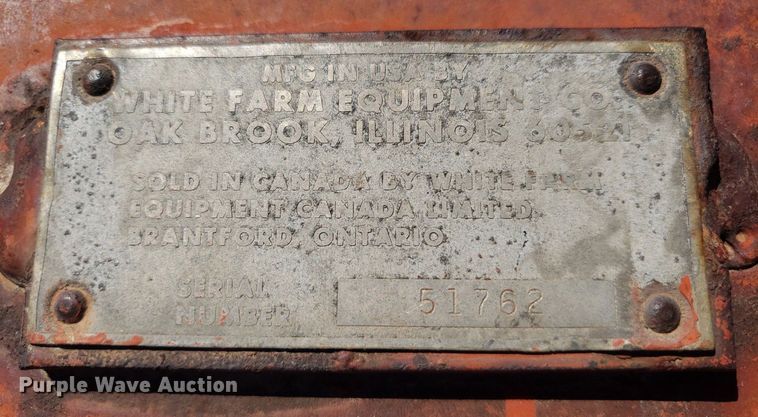 MFG IN USA BY
WHITE FARM EQUIPMENT CO.
OAK BROOK, ILLINOIS
SOLD IN CANADA BY WHITE FARM
EQUIPMENT CANADA LIMITED
BRANTFORD, ONTARIO
SERIAL
NUMBER
51762
Purple Wave Auction